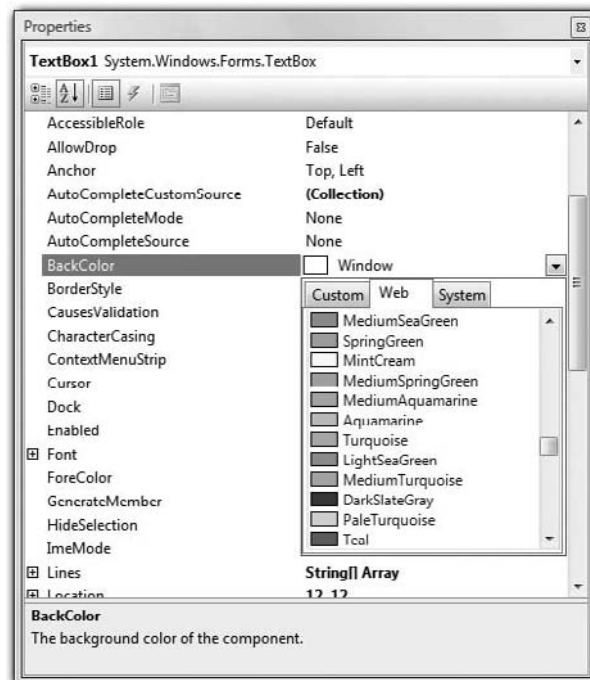 Properties
TextBox1 System.Windows.Forms.TextBox
AccessibleRole Default
AllowDrop False
Anchor Top, Left
AutoCompleteCustomSource (Collection)
AutoCompleteMode None
AutoCompleteSource None
BackColor Window
BorderStyle
CausesValidation
CharacterCasing
ContextMenuStrip
Cursor
Dock
Enabled
Font
ForeColor
GenerateMember
HideSelection
ImeMode
Custom Web System
MediumSeaGreen
SpringGreen
MintCream
MediumSpringGreen
MediumAquamarine
Aquamarine
Turquoise
LightSeaGreen
MediumTurquoise
DarkSlateGray
PaleTurquoise
Teal
Lines String[] Array
Location 12, 12
BackColor
The background color of the component.